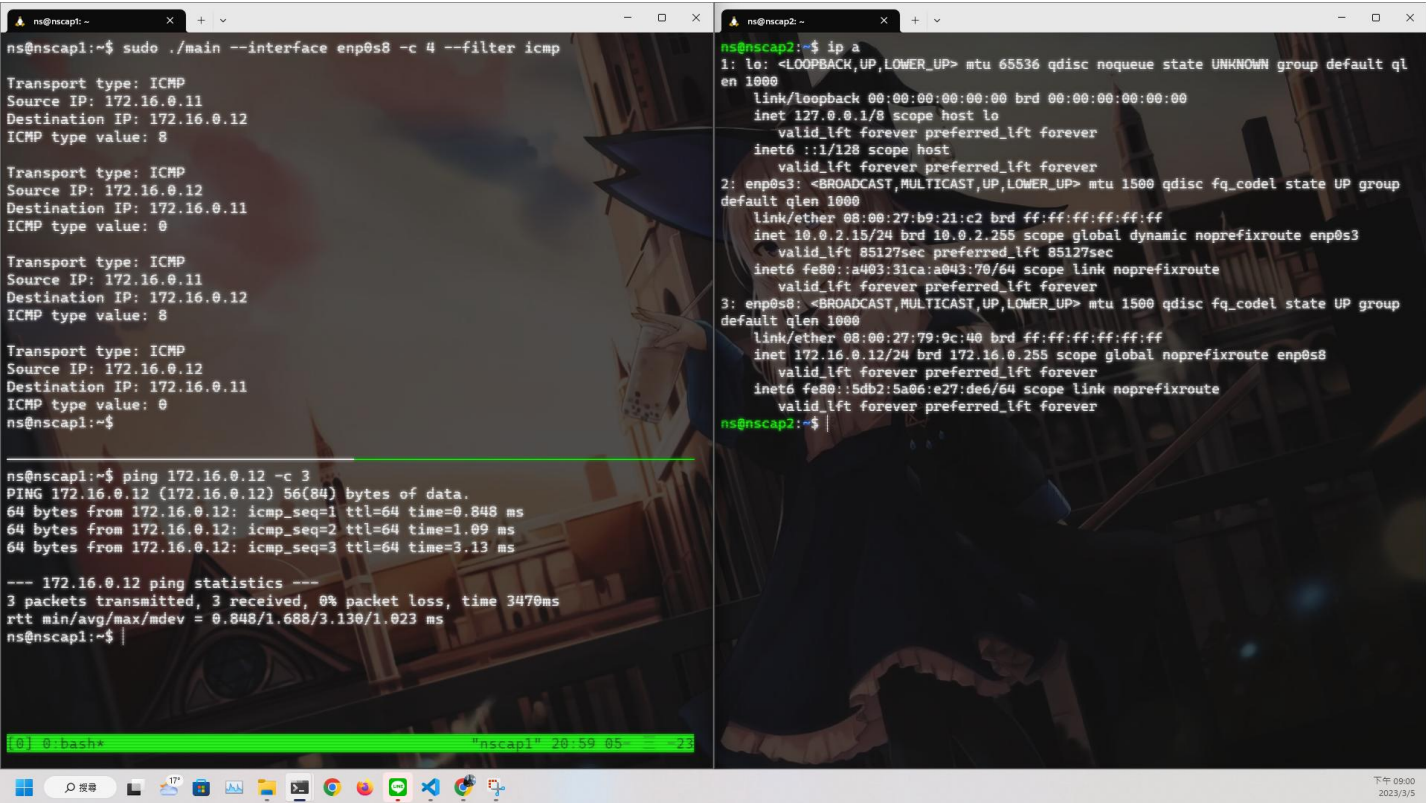 ns@nscap1: ~
ns@nscap1:~$ sudo ./main --interface enp0s8 -c 4 --filter icmp
Transport type: ICMP
Source IP: 172.16.0.11
Destination IP: 172.16.0.12
ICMP type value: 8
Transport type: ICMP
Source IP: 172.16.0.12
Destination IP: 172.16.0.11
ICMP type value: 0
Transport type: ICMP
Source IP: 172.16.0.11
Destination IP: 172.16.0.12
ICMP type value: 8
Transport type: ICMP
Source IP: 172.16.0.12
Destination IP: 172.16.0.11
ICMP type value: 0
ns@nscap1:~$
ns@nscap1:~$ ping 172.16.0.12 -c 3
PING 172.16.0.12 (172.16.0.12) 56(84) bytes of data.
64 bytes from 172.16.0.12: icmp_seq=1 ttl=64 time=0.848 ms
64 bytes from 172.16.0.12: icmp_seq=2 ttl=64 time=1.09 ms
64 bytes from 172.16.0.12: icmp_seq=3 ttl=64 time=3.13 ms
--- 172.16.0.12 ping statistics ---
3 packets transmitted, 3 received, 0% packet loss, time 3470ms
rtt min/avg/max/mdev = 0.848/1.688/3.130/1.023 ms
ns@nscap1:~$
[0] 0:bash* "nscap1" 20:59 05- 三 -23
ns@nscap2: ~
ns@nscap2:~$ ip a
1: lo: <LOOPBACK,UP,LOWER_UP> mtu 65536 qdisc noqueue state UNKNOWN group default ql
en 1000
link/loopback 00:00:00:00:00:00 brd 00:00:00:00:00:00
inet 127.0.0.1/8 scope host lo
valid_lft forever preferred_lft forever
inet6 ::1/128 scope host
valid_lft forever preferred_lft forever
2: enp0s3: <BROADCAST,MULTICAST,UP,LOWER_UP> mtu 1500 qdisc fq_codel state UP group
default qlen 1000
link/ether 08:00:27:b9:21:c2 brd ff:ff:ff:ff:ff:ff
inet 10.0.2.15/24 brd 10.0.2.255 scope global dynamic noprefixroute enp0s3
valid_lft 85127sec preferred_lft 85127sec
inet6 fe80::a403:31ca:a043:70/64 scope link noprefixroute
valid_lft forever preferred_lft forever
3: enp0s8: <BROADCAST,MULTICAST,UP,LOWER_UP> mtu 1500 qdisc fq_codel state UP group
default qlen 1000
link/ether 08:00:27:79:9c:40 brd ff:ff:ff:ff:ff:ff
inet 172.16.0.12/24 brd 172.16.0.255 scope global noprefixroute enp0s8
valid_lft forever preferred_lft forever
inet6 fe80::5db2:5a06:e27:de6/64 scope link noprefixroute
valid_lft forever preferred_lft forever
ns@nscap2:~$
搜尋
17°
LINE
下午 09:00
2023/3/5